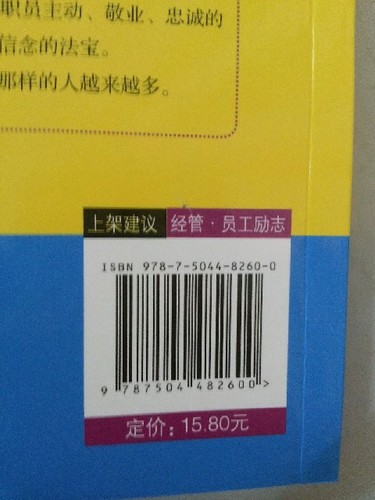 职员主动、敬业、忠诚的
信念的法宝。
那样的人越来越多。
上架建议 经管·员工励志
ISBN 978-7-5044-8260-0
9 787504 482600>
定价：15.80元